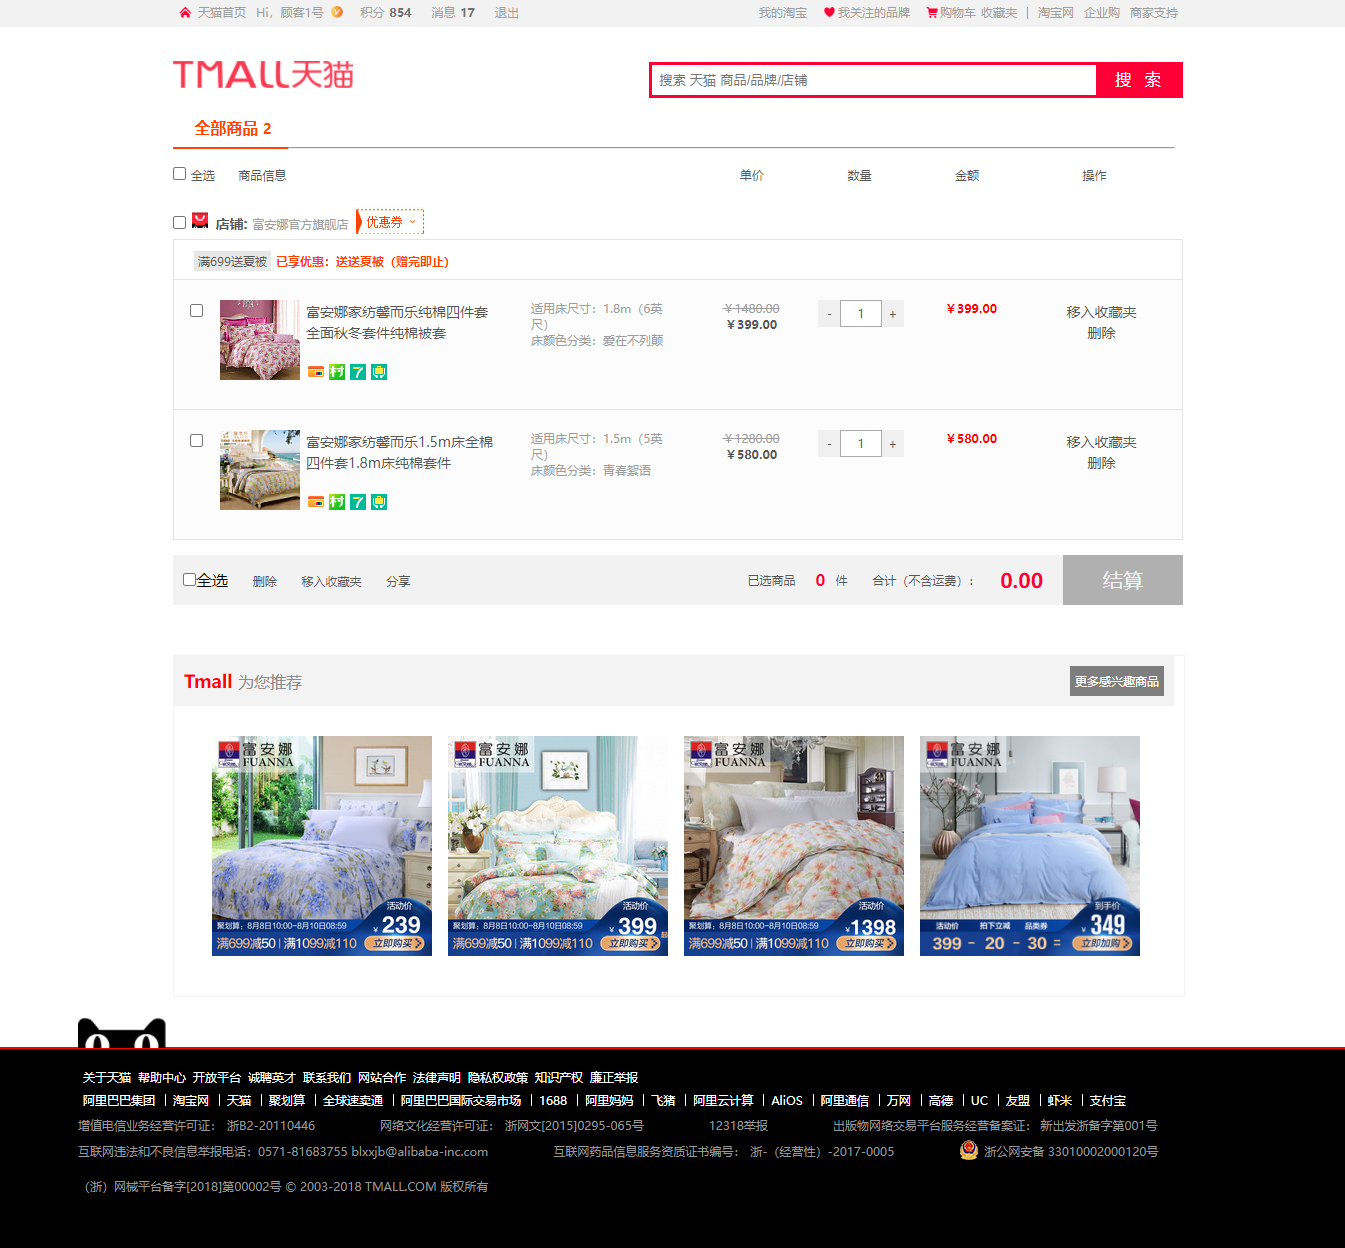 天猫首页 Hi，顾客1号 积分 854 消息 17 退出 我的淘宝 我关注的品牌 购物车 收藏夹 | 淘宝网 企业购 商家支持
TMALL天猫
搜索 天猫 商品/品牌/店铺 搜 索
全部商品 2
全选 商品信息 单价 数量 金额 操作
店铺: 富安娜官方旗舰店 优惠券
满699送夏被 已享优惠：送送夏被（赠完即止）
富安娜家纺馨而乐纯棉四件套 适用床尺寸：1.8m（6英 ￥1480.00 - 1 + ￥399.00 移入收藏夹
全面秋冬套件纯棉被套 尺） ￥399.00 删除
床颜色分类：爱在不列颠
村 7
富安娜家纺馨而乐1.5m床全棉 适用床尺寸：1.5m（5英 ￥1280.00 - 1 + ￥580.00 移入收藏夹
四件套1.8m床纯棉套件 尺） ￥580.00 删除
床颜色分类：青春絮语
村 7
全选 删除 移入收藏夹 分享 已选商品 0 件 合计（不含运费）： 0.00 结算
Tmall 为您推荐 更多感兴趣商品
富安娜 FUANNA
活动价
聚划算：8月8日10:00~8月10日08:59 ￥239
满699减50 | 满1099减110 立即购买
富安娜 FUANNA
活动价
聚划算：8月8日10:00~8月10日08:59 ￥399
满699减50 | 满1099减110 立即购买
富安娜 FUANNA
活动价
聚划算：8月8日10:00~8月10日08:59 ￥1398
满699减50 | 满1099减110 立即购买
富安娜 FUANNA
到手价
活动价 拍下立减 品类券 349
399 - 20 - 30 = 立即加购
关于天猫 帮助中心 开放平台 诚聘英才 联系我们 网站合作 法律声明 隐私权政策 知识产权 廉正举报
阿里巴巴集团 | 淘宝网 | 天猫 | 聚划算 | 全球速卖通 | 阿里巴巴国际交易市场 | 1688 | 阿里妈妈 | 飞猪 | 阿里云计算 | AliOS | 阿里通信 | 万网 | 高德 | UC | 友盟 | 虾米 | 支付宝
增值电信业务经营许可证： 浙B2-20110446 网络文化经营许可证： 浙网文[2015]0295-065号 12318举报 出版物网络交易平台服务经营备案证： 新出发浙备字第001号
互联网违法和不良信息举报电话：0571-81683755 blxxjb@alibaba-inc.com 互联网药品信息服务资质证书编号： 浙-（经营性）-2017-0005 浙公网安备 33010002000120号
（浙）网械平台备字[2018]第00002号 © 2003-2018 TMALL.COM 版权所有